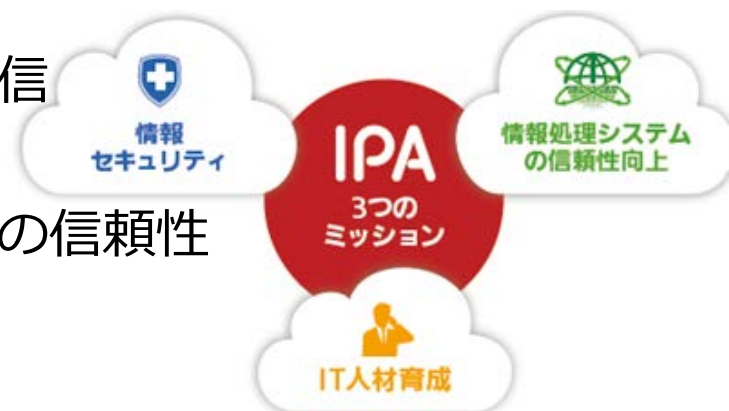 信
の信頼性
情報
セキュリティ
IPA
3つの
ミッション
情報処理システム
の信頼性向上
IT人材育成